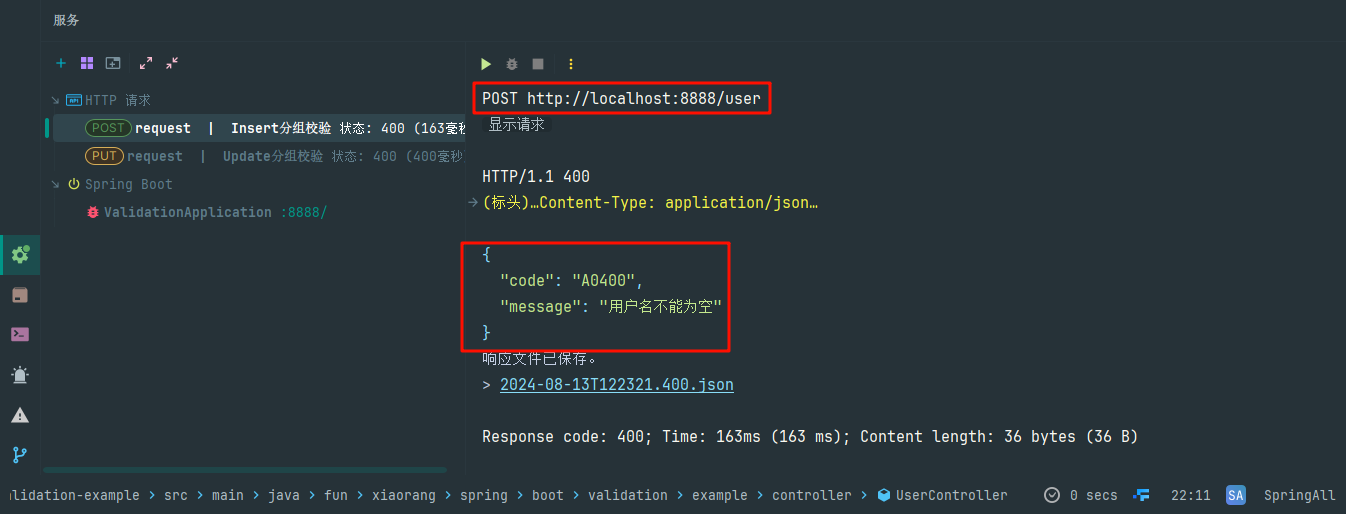 服务
HTTP 请求
POST request | Insert分组校验 状态: 400 (163毫秒
PUT request | Update分组校验 状态: 400 (400毫秒)
Spring Boot
ValidationApplication :8888/
POST http://localhost:8888/user
显示请求
HTTP/1.1 400
(标头)…Content-Type: application/json…
{
"code": "A0400",
"message": "用户名不能为空"
}
响应文件已保存。
> 2024-08-13T122321.400.json
Response code: 400; Time: 163ms (163 ms); Content length: 36 bytes (36 B)
alidation-example > src > main > java > fun > xiaorang > spring > boot > validation > example > controller > UserController 0 secs 22:11 SA SpringAll